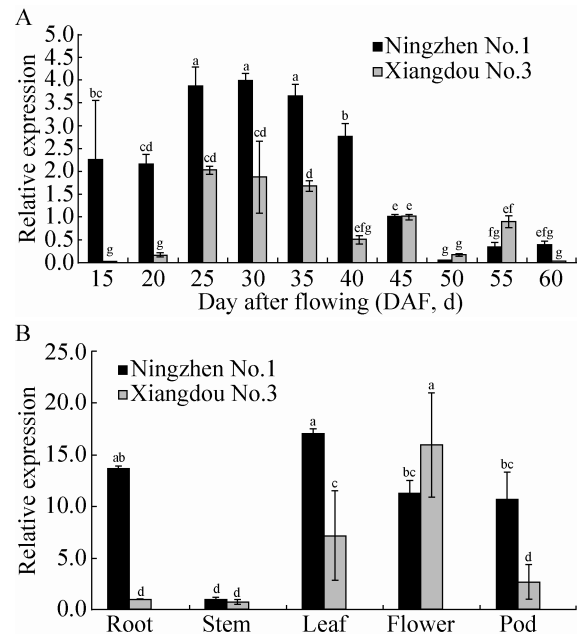 A
5.0
4.5
4.0
3.5
3.0
2.5
2.0
1.5
1.0
0.5
0.0
Relative expression
Ningzhen No.1
Xiangdou No.3
bc g cd g a cd a cd a d b efg e e g g fg ef efg g
15 20 25 30 35 40 45 50 55 60
Day after flowing (DAF, d)
B
25.0
20.0
15.0
10.0
5.0
0.0
Relative expression
Ningzhen No.1
Xiangdou No.3
ab d d d a c bc a bc d
Root Stem Leaf Flower Pod